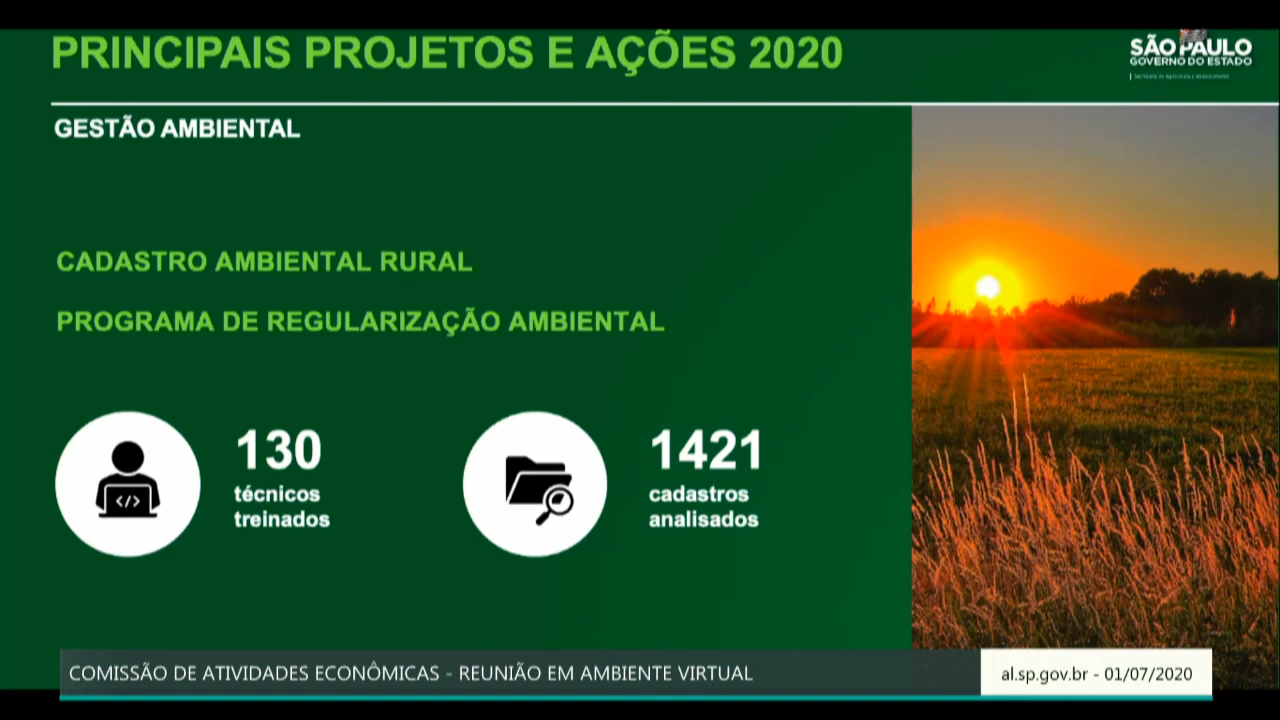 PRINCIPAIS PROJETOS E AÇÕES 2020
SÃO PAULO
GOVERNO DO ESTADO
GESTÃO AMBIENTAL
CADASTRO AMBIENTAL RURAL
PROGRAMA DE REGULARIZAÇÃO AMBIENTAL
130
técnicos
treinados
</>
1421
cadastros
analisados
COMISSÃO DE ATIVIDADES ECONÔMICAS - REUNIÃO EM AMBIENTE VIRTUAL
al.sp.gov.br - 01/07/2020